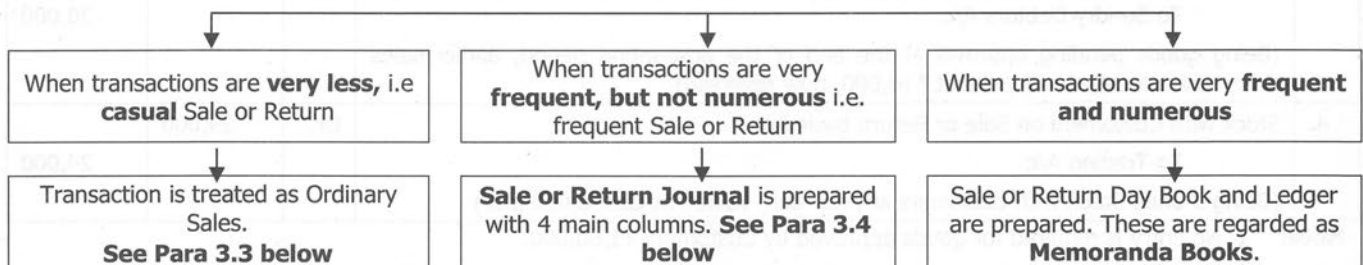 When transactions are very less, i.e
casual Sale or Return
When transactions are very
frequent, but not numerous i.e.
frequent Sale or Return
When transactions are very frequent
and numerous
Transaction is treated as Ordinary
Sales.
See Para 3.3 below
Sale or Return Journal is prepared
with 4 main columns. See Para 3.4
below
Sale or Return Day Book and Ledger
are prepared. These are regarded as
Memoranda Books.